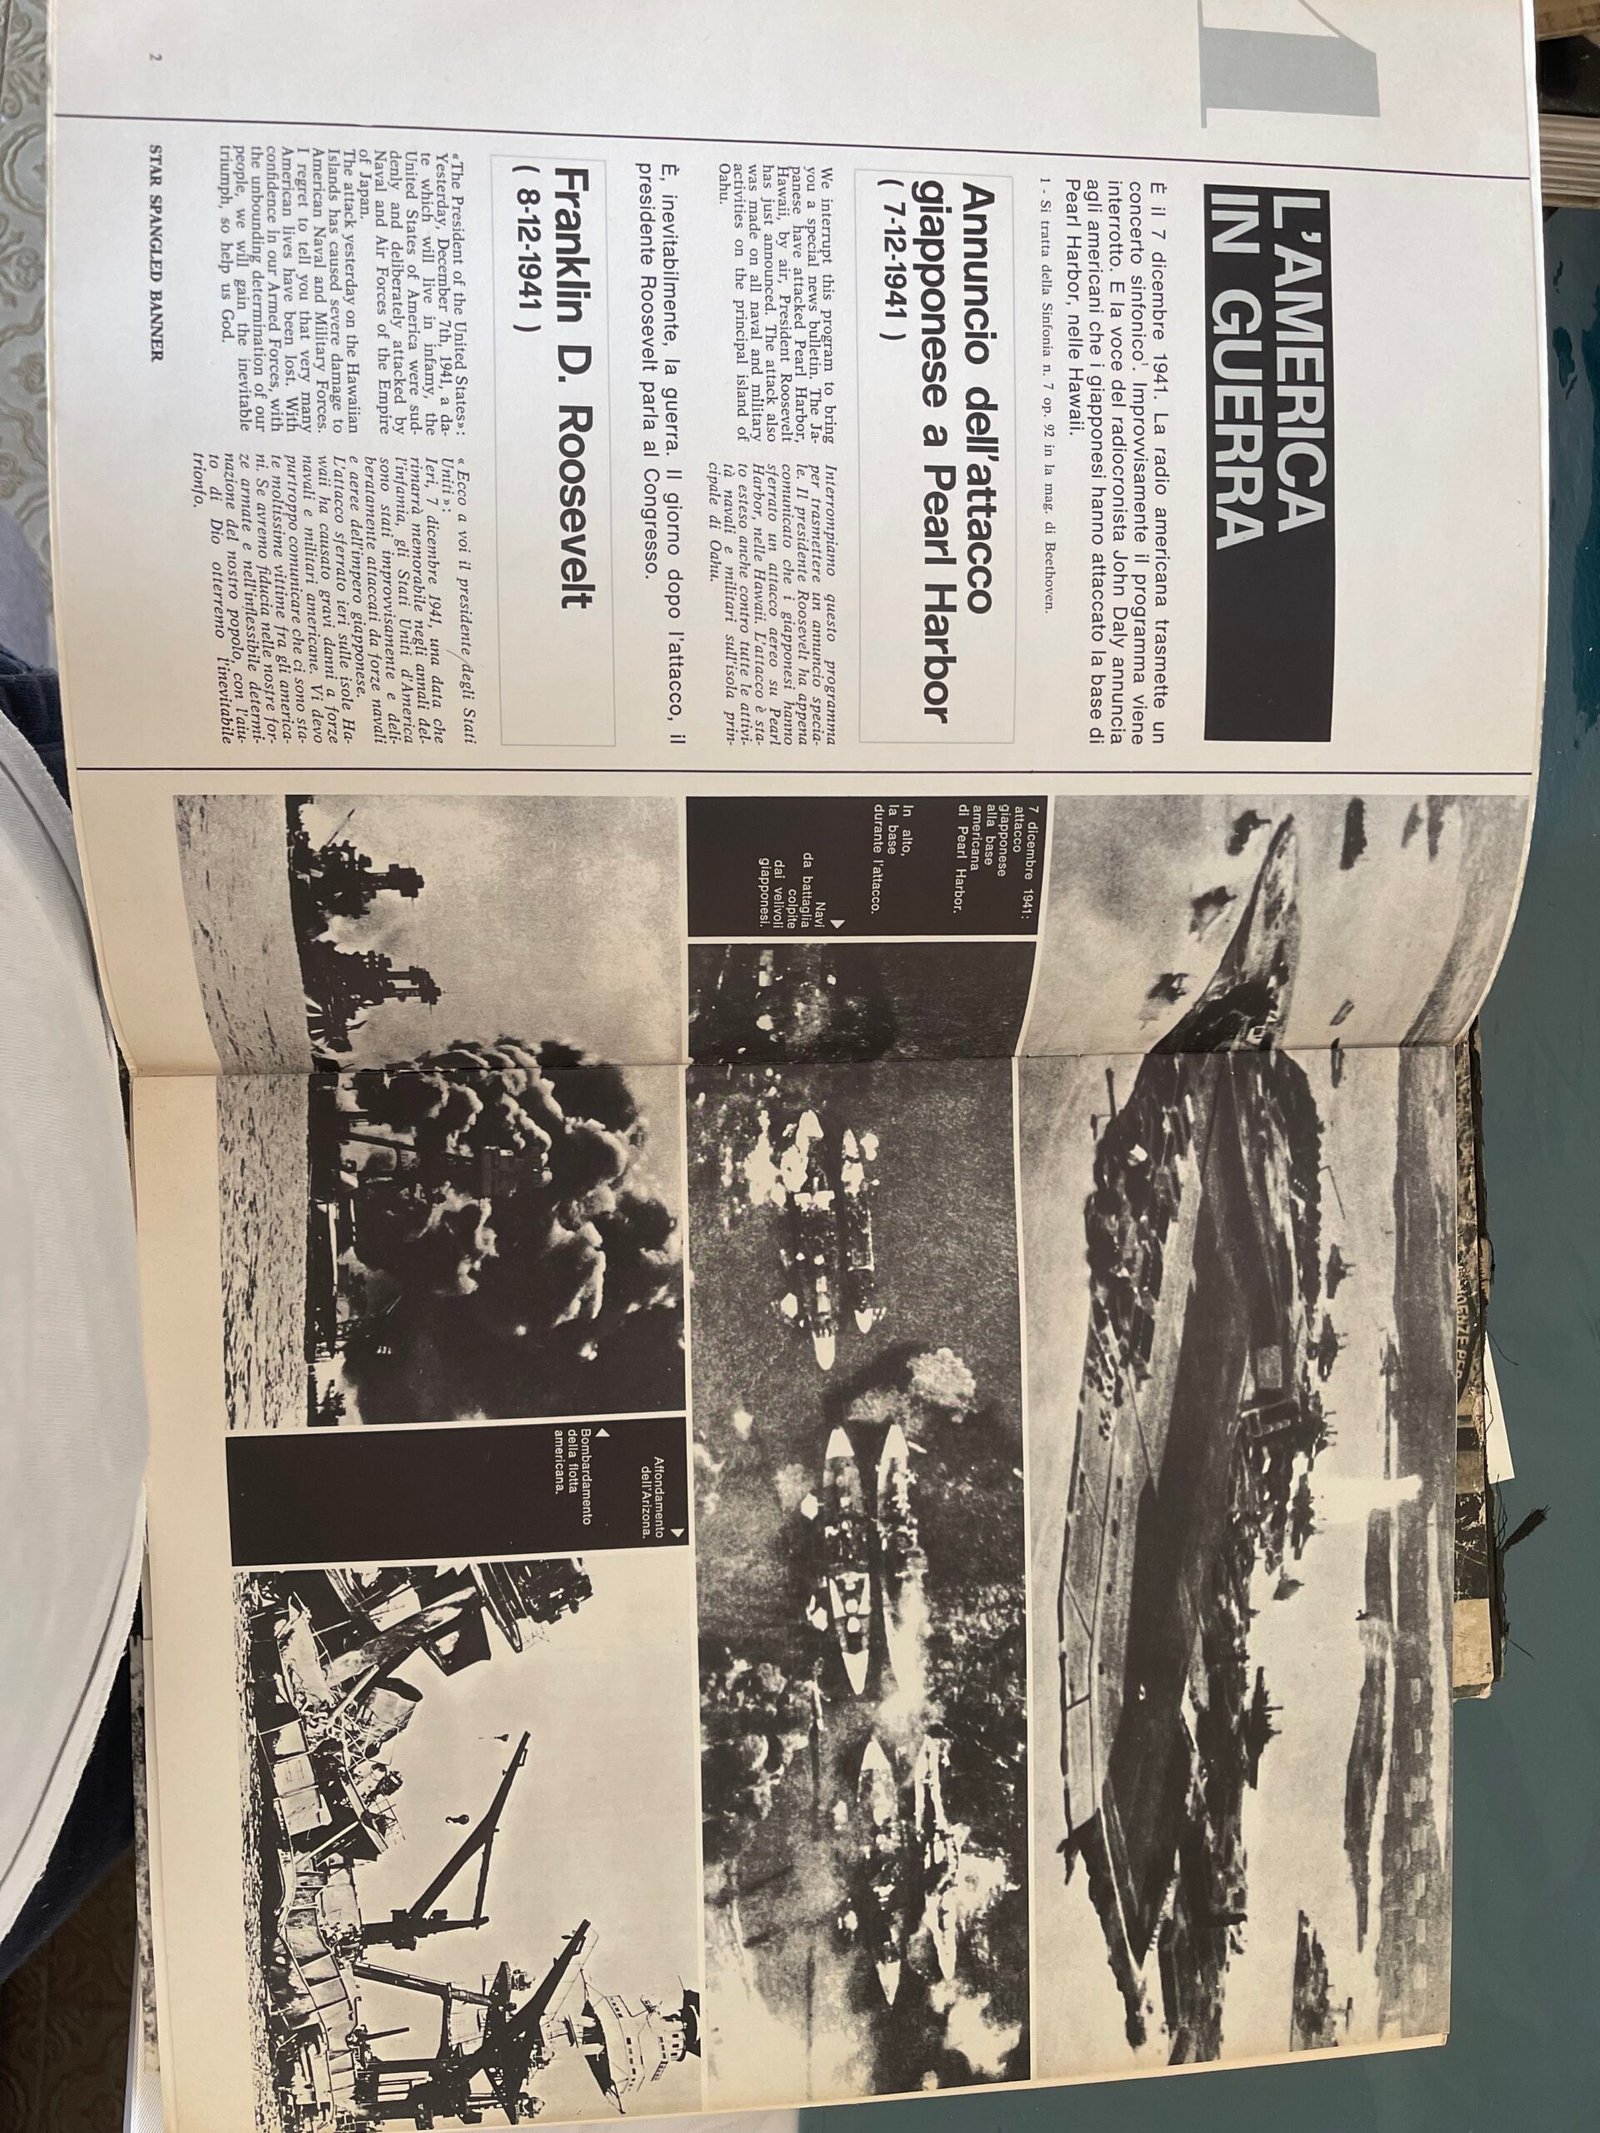 1
L'AMERICA
IN GUERRA
È il 7 dicembre 1941. La radio americana trasmette un
concerto sinfonico¹. Improvvisamente il programma viene
interrotto. E la voce del radiocronista John Daly annuncia
agli americani che i giapponesi hanno attaccato la base di
Pearl Harbor, nelle Hawaii.
1 - Si tratta della Sinfonia n. 7 op. 92 in la mag. di Beethoven.
Annuncio dell'attacco
giapponese a Pearl Harbor
( 7-12-1941 )
We interrupt this program to bring
you a special news bulletin. The Ja-
panese have attacked Pearl Harbor,
Hawaii, by air, President Roosevelt
has just announced. The attack also
was made on all naval and military
activities on the principal island of
Oahu.
Interrompiamo questo programma
per trasmettere un annuncio specia-
le. Il presidente Roosevelt ha appena
comunicato che i giapponesi hanno
sferrato un attacco aereo su Pearl
Harbor, nelle Hawaii. L'attacco è sta-
to esteso anche contro tutte le attivi-
tà navali e militari sull'isola prin-
cipale di Oahu.
È, inevitabilmente, la guerra. Il giorno dopo l'attacco, il
presidente Roosevelt parla al Congresso.
Franklin D. Roosevelt
( 8-12-1941 )
«The President of the United States»:
Yesterday, December 7th, 1941, a da-
te which will live in infamy, the
United States of America were sud-
denly and deliberately attacked by
Naval and Air Forces of the Empire
of Japan.
The attack yesterday on the Hawaiian
Islands has caused severe damage to
American Naval and Military Forces.
I regret to tell you that very many
American lives have been lost. With
confidence in our Armed Forces, with
the unbounding determination of our
people, we will gain the inevitable
triumph, so help us God.
« Ecco a voi il presidente degli Stati
Uniti »:
Ieri, 7 dicembre 1941, una data che
rimarrà memorabile negli annali del-
l'infamia, gli Stati Uniti d'America
sono stati improvvisamente e deli-
beratamente attaccati da forze navali
e aeree dell'impero giapponese.
L'attacco sferrato ieri sulle isole Ha-
waii ha causato gravi danni a forze
navali e militari americane. Vi devo
purtroppo comunicare che ci sono sta-
te moltissime vittime fra gli america-
ni. Se avremo fiducia nelle nostre for-
ze armate e nell'inflessibile determi-
nazione del nostro popolo, con l'aiu-
to di Dio otterremo l'inevitabile
trionfo.
STAR SPANGLED BANNER
2
7 dicembre 1941:
attacco
giapponese
alla base
americana
di Pearl Harbor.
In alto,
la base
durante l'attacco.
Navi
da battaglia
colpite
dai velivoli
giapponesi.
Affondamento
dell'Arizona.
Bombardamento
della flotta
americana.